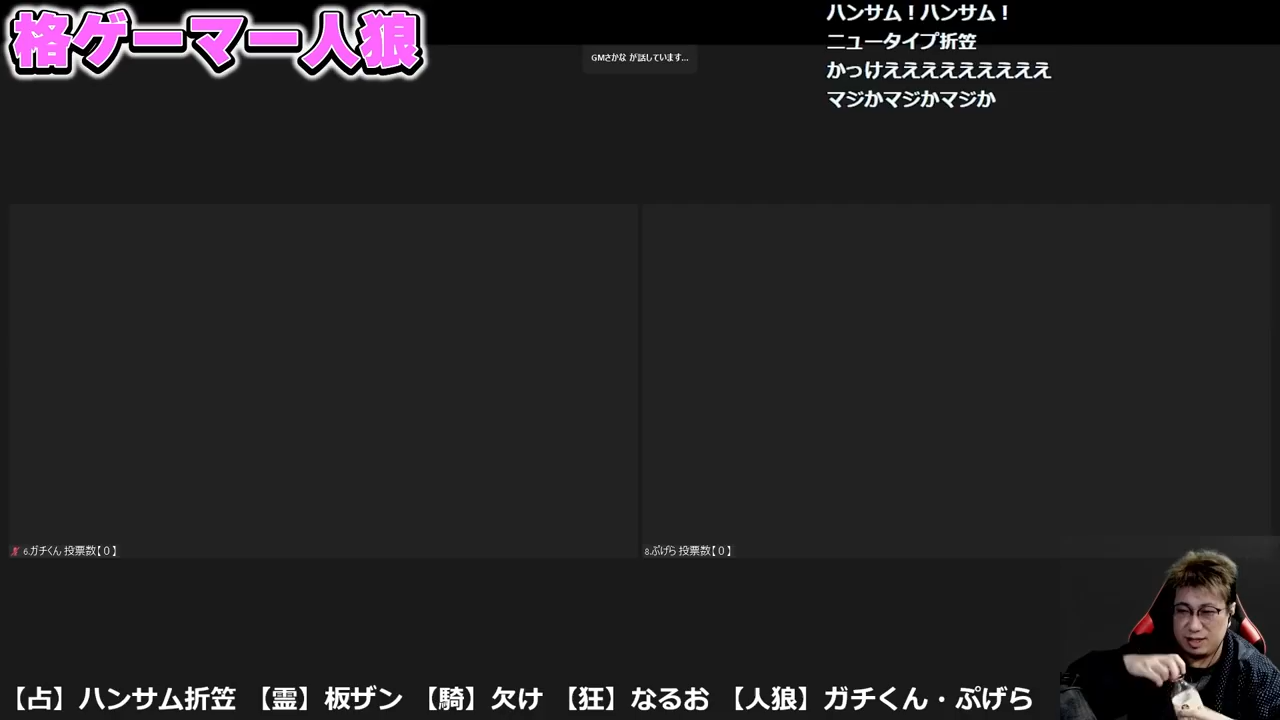 格ゲーマー人狼
GMさかな が話しています...
ハンサム！ハンサム！
ニュータイプ折笠
かっけえええええええええ
マジかマジかマジか
6.ガチくん 投票数【０】
8.ぷげら 投票数【０】
【占】ハンサム折笠 【霊】板ザン 【騎】欠け 【狂】なるお 【人狼】ガチくん・ぷげら